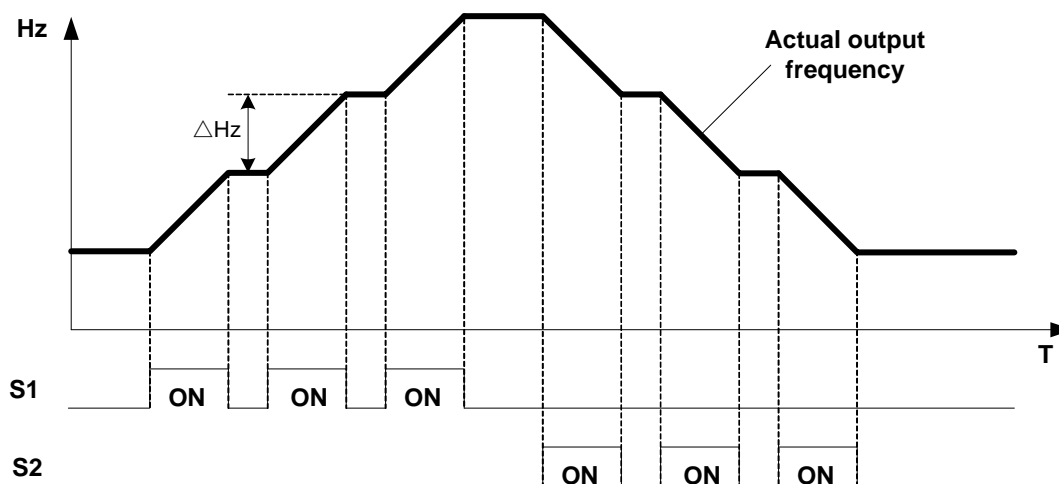 Hz
Actual output
frequency
△Hz
T
S1
ON ON ON
S2
ON ON ON